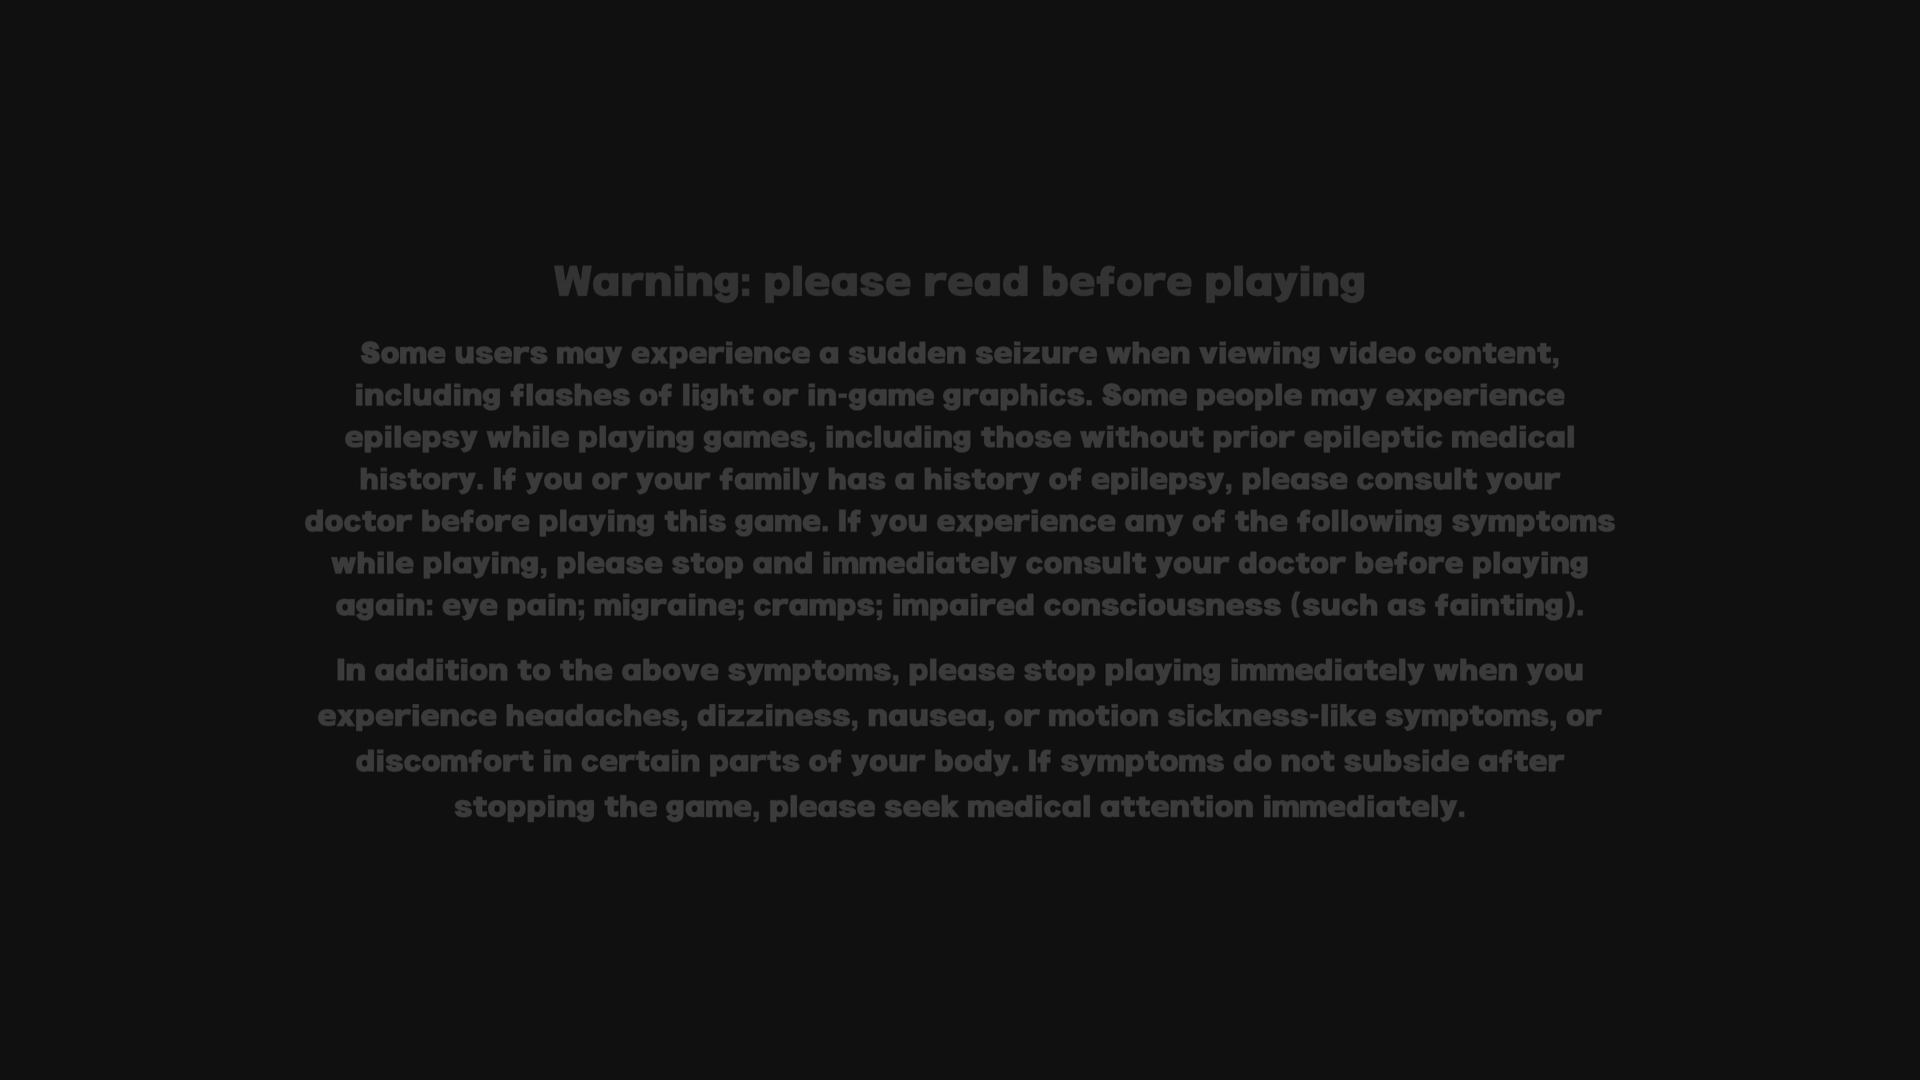 Warning: please read before playing
Some users may experience a sudden seizure when viewing video content,
including flashes of light or in-game graphics. Some people may experience
epilepsy while playing games, including those without prior epileptic medical
history. If you or your family has a history of epilepsy, please consult your
doctor before playing this game. If you experience any of the following symptoms
while playing, please stop and immediately consult your doctor before playing
again: eye pain; migraine; cramps; impaired consciousness (such as fainting).
In addition to the above symptoms, please stop playing immediately when you
experience headaches, dizziness, nausea, or motion sickness-like symptoms, or
discomfort in certain parts of your body. If symptoms do not subside after
stopping the game, please seek medical attention immediately.